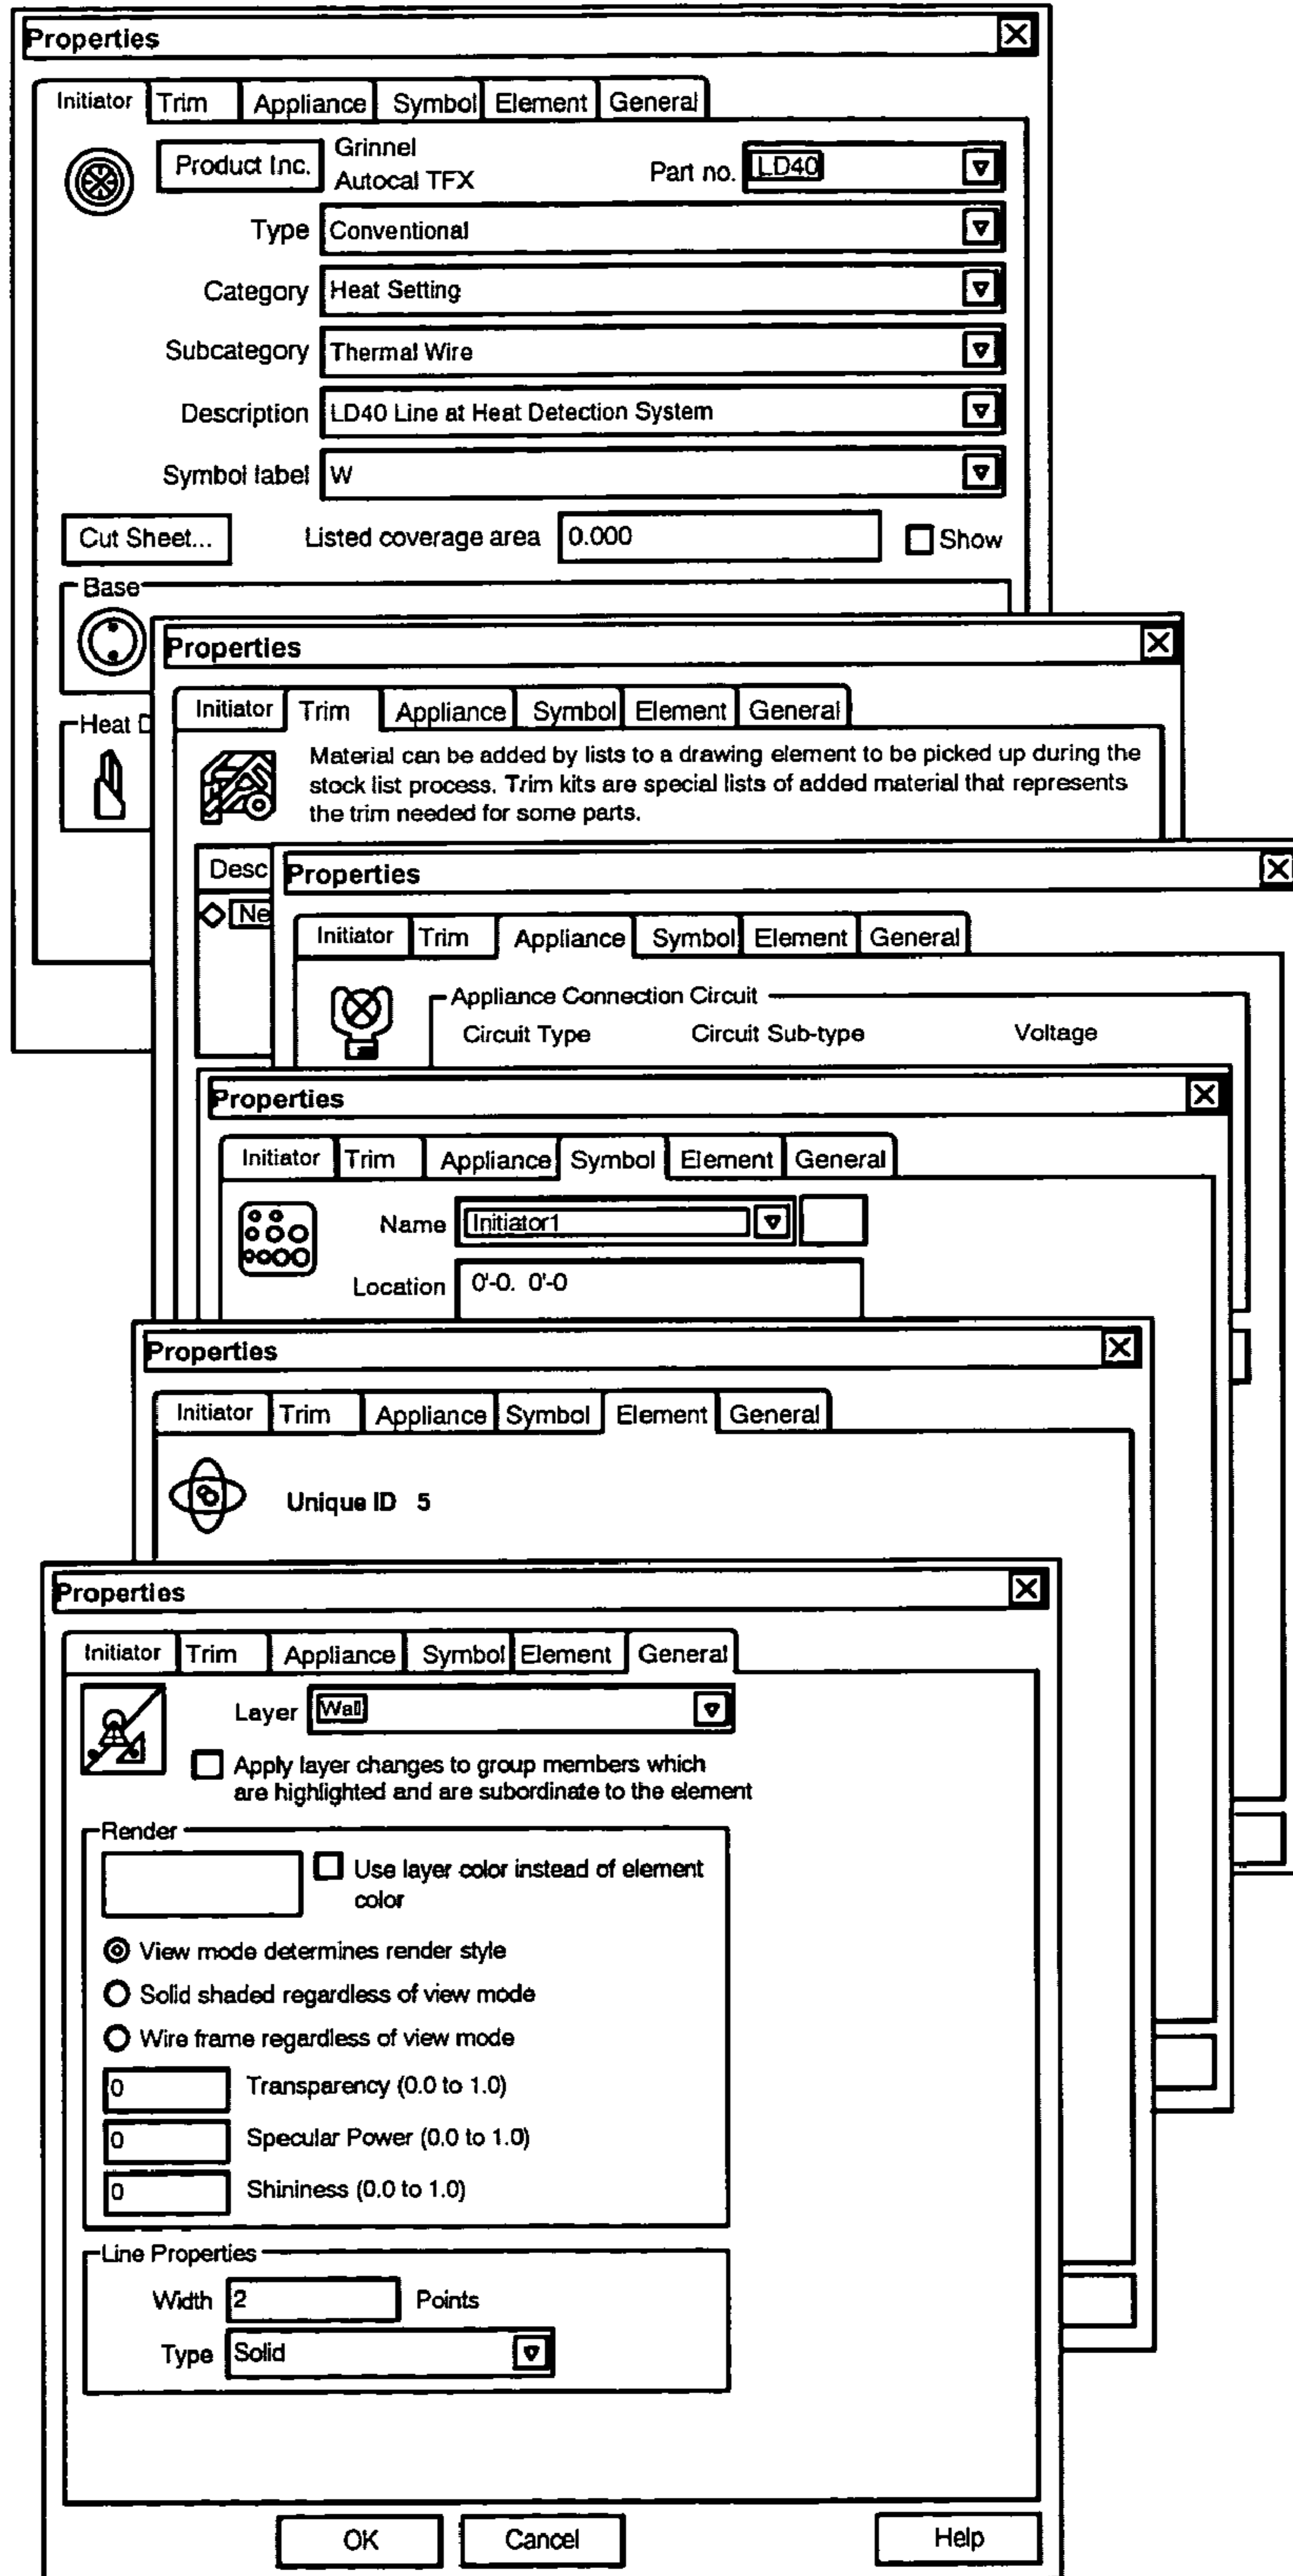 Properties
Initiator Trim Appliance Symbol Element General
Product Inc. Grinnel Part no. LD40
Autocal TFX
Type Conventional
Category Heat Setting
Subcategory Thermal Wire
Description LD40 Line at Heat Detection System
Symbol label W
Cut Sheet... Listed coverage area 0.000 Show
Base
Heat D
Properties
Initiator Trim Appliance Symbol Element General
Material can be added by lists to a drawing element to be picked up during the
stock list process. Trim kits are special lists of added material that represents
the trim needed for some parts.
Desc
Ne
Properties
Initiator Trim Appliance Symbol Element General
Appliance Connection Circuit
Circuit Type Circuit Sub-type Voltage
Properties
Initiator Trim Appliance Symbol Element General
Name Initiator1
Location 0'-0. 0'-0
Properties
Initiator Trim Appliance Symbol Element General
Unique ID 5
Properties
Initiator Trim Appliance Symbol Element General
Layer Wall
Apply layer changes to group members which
are highlighted and are subordinate to the element
Render
Use layer color instead of element
color
View mode determines render style
Solid shaded regardless of view mode
Wire frame regardless of view mode
0 Transparency (0.0 to 1.0)
0 Specular Power (0.0 to 1.0)
0 Shininess (0.0 to 1.0)
Line Properties
Width 2 Points
Type Solid
OK Cancel Help